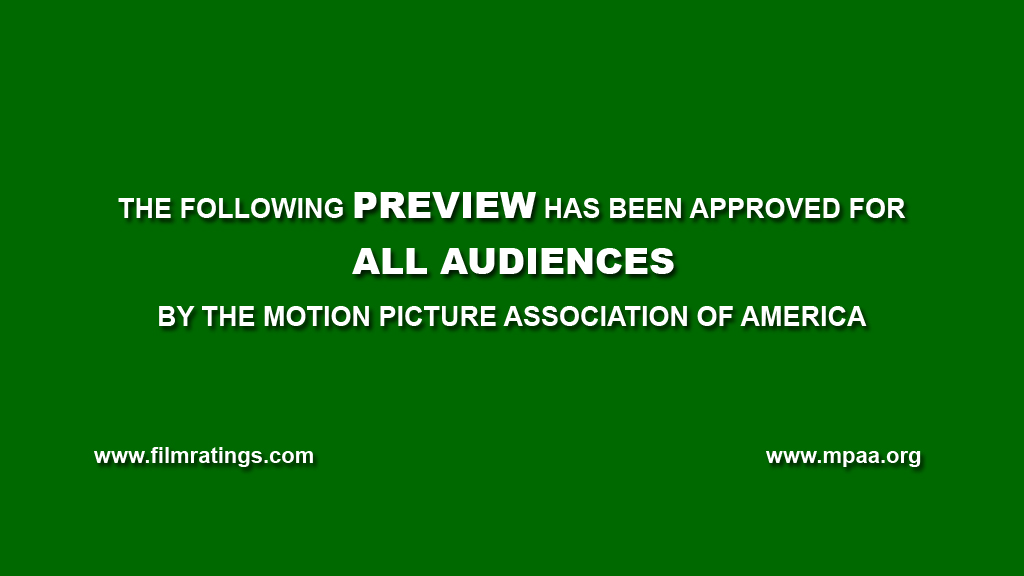 THE FOLLOWING PREVIEW HAS BEEN APPROVED FOR
ALL AUDIENCES
BY THE MOTION PICTURE ASSOCIATION OF AMERICA
www.filmratings.com
www.mpaa.org